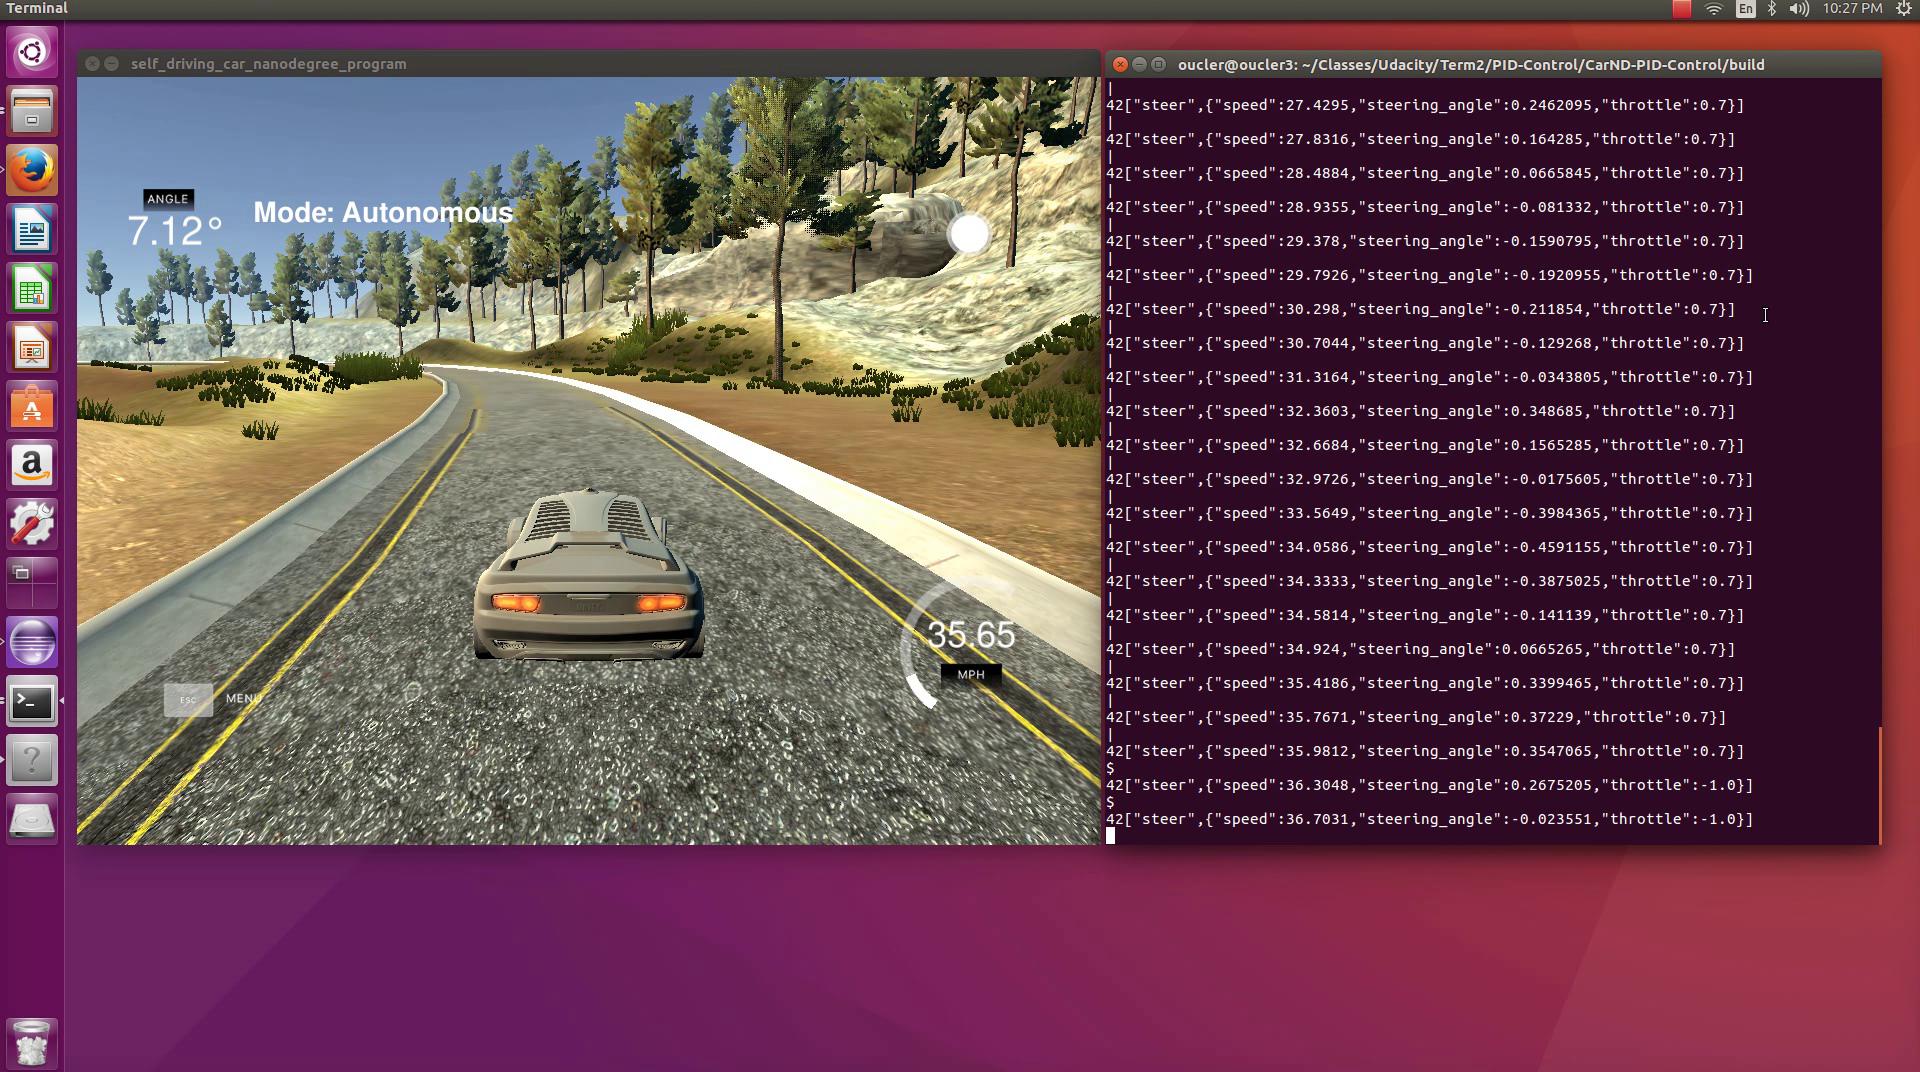 Terminal
En
10:27 PM
self_driving_car_nanodegree_program
ANGLE
7.12°
Mode: Autonomous
35.65
MPH
ESC
MENU
oucler@oucler3: ~/Classes/Udacity/Term2/PID-Control/CarND-PID-Control/build
|
42["steer",{"speed":27.4295,"steering_angle":0.2462095,"throttle":0.7}]
|
42["steer",{"speed":27.8316,"steering_angle":0.164285,"throttle":0.7}]
|
42["steer",{"speed":28.4884,"steering_angle":0.0665845,"throttle":0.7}]
|
42["steer",{"speed":28.9355,"steering_angle":-0.081332,"throttle":0.7}]
|
42["steer",{"speed":29.378,"steering_angle":-0.1590795,"throttle":0.7}]
|
42["steer",{"speed":29.7926,"steering_angle":-0.1920955,"throttle":0.7}]
|
42["steer",{"speed":30.298,"steering_angle":-0.211854,"throttle":0.7}]
|
42["steer",{"speed":30.7044,"steering_angle":-0.129268,"throttle":0.7}]
|
42["steer",{"speed":31.3164,"steering_angle":-0.0343805,"throttle":0.7}]
|
42["steer",{"speed":32.3603,"steering_angle":0.348685,"throttle":0.7}]
|
42["steer",{"speed":32.6684,"steering_angle":0.1565285,"throttle":0.7}]
|
42["steer",{"speed":32.9726,"steering_angle":-0.0175605,"throttle":0.7}]
|
42["steer",{"speed":33.5649,"steering_angle":-0.3984365,"throttle":0.7}]
|
42["steer",{"speed":34.0586,"steering_angle":-0.4591155,"throttle":0.7}]
|
42["steer",{"speed":34.3333,"steering_angle":-0.3875025,"throttle":0.7}]
|
42["steer",{"speed":34.5814,"steering_angle":-0.141139,"throttle":0.7}]
|
42["steer",{"speed":34.924,"steering_angle":0.0665265,"throttle":0.7}]
|
42["steer",{"speed":35.4186,"steering_angle":0.3399465,"throttle":0.7}]
|
42["steer",{"speed":35.7671,"steering_angle":0.37229,"throttle":0.7}]
|
42["steer",{"speed":35.9812,"steering_angle":0.3547065,"throttle":0.7}]
$
42["steer",{"speed":36.3048,"steering_angle":0.2675205,"throttle":-1.0}]
$
42["steer",{"speed":36.7031,"steering_angle":-0.023551,"throttle":-1.0}]